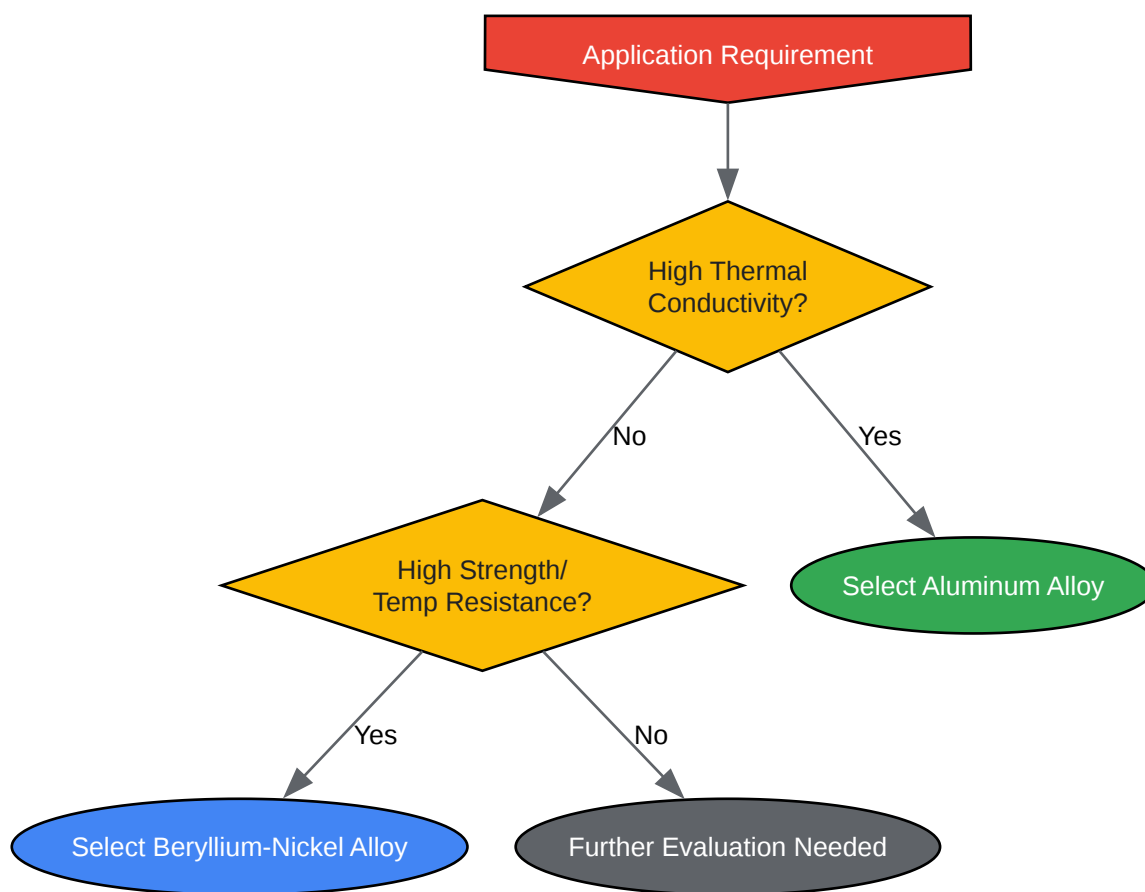 Application Requirement
High Thermal
Conductivity?
No
Yes
High Strength/
Temp Resistance?
Select Aluminum Alloy
Yes
No
Select Beryllium-Nickel Alloy
Further Evaluation Needed